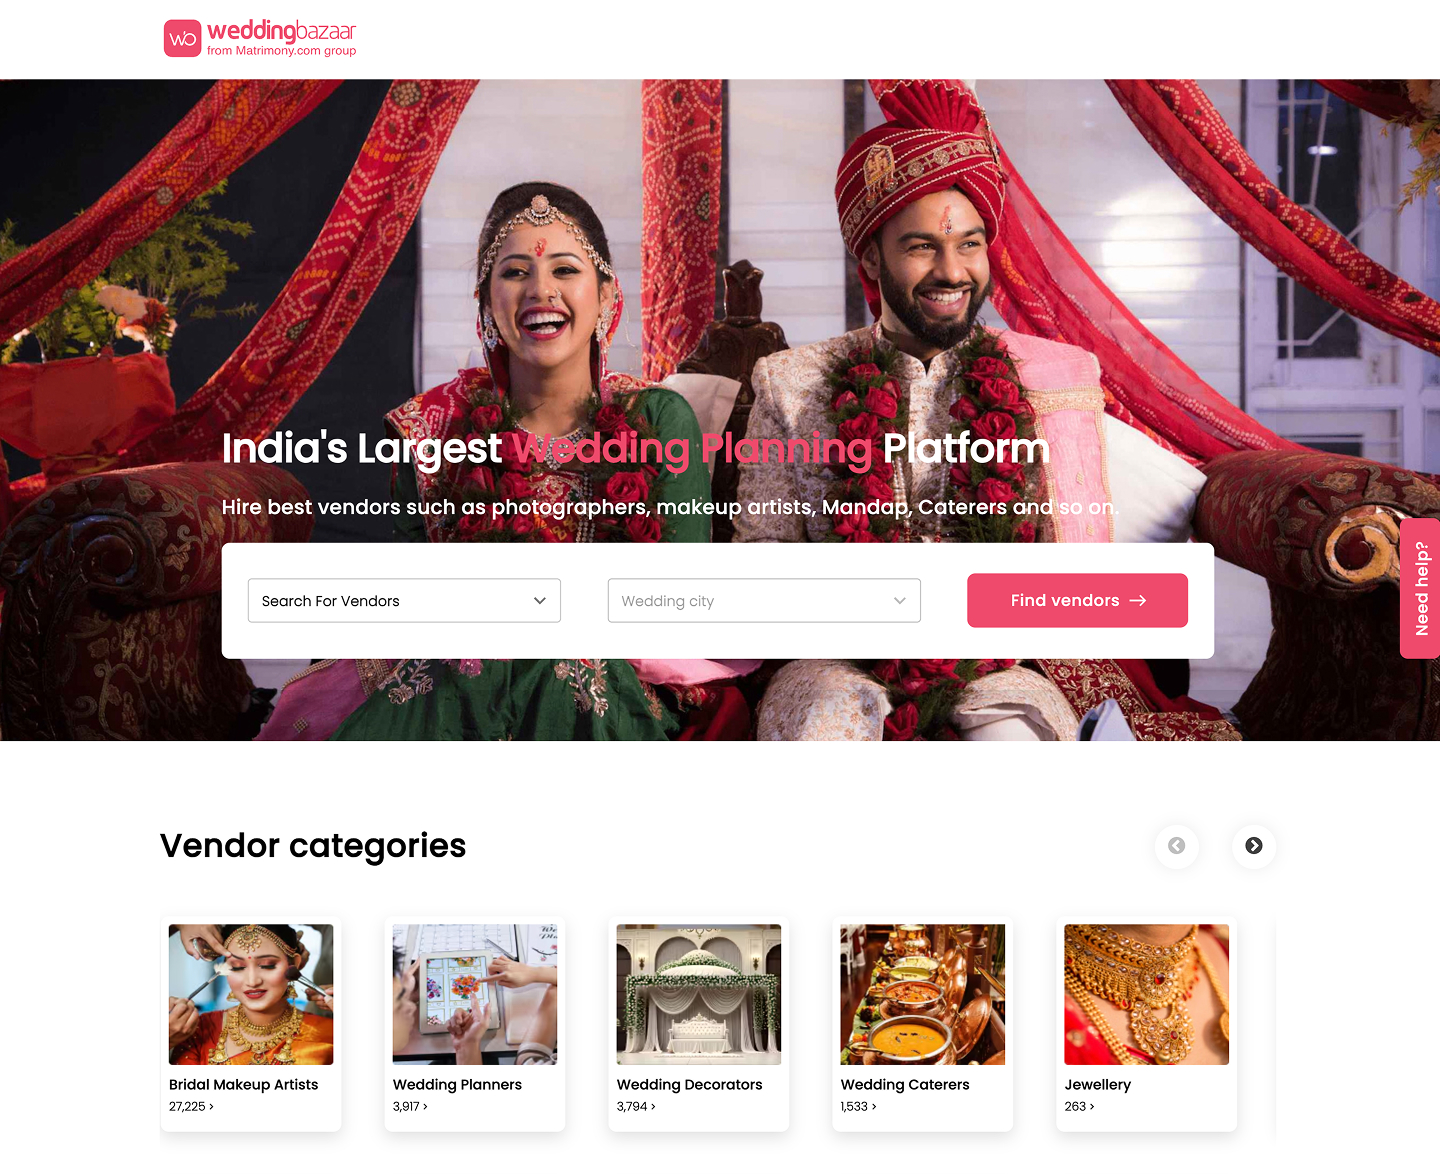 wo weddingbazaar
from Matrimony.com group
India's Largest Wedding Planning Platform
Hire best vendors such as photographers, makeup artists, Mandap, Caterers and so on.
Search For Vendors
Wedding city
Find vendors →
Need help?
Vendor categories
Bridal Makeup Artists
27,225 >
Wedding Planners
3,917 >
Wedding Decorators
3,794 >
Wedding Caterers
1,533 >
Jewellery
263 >